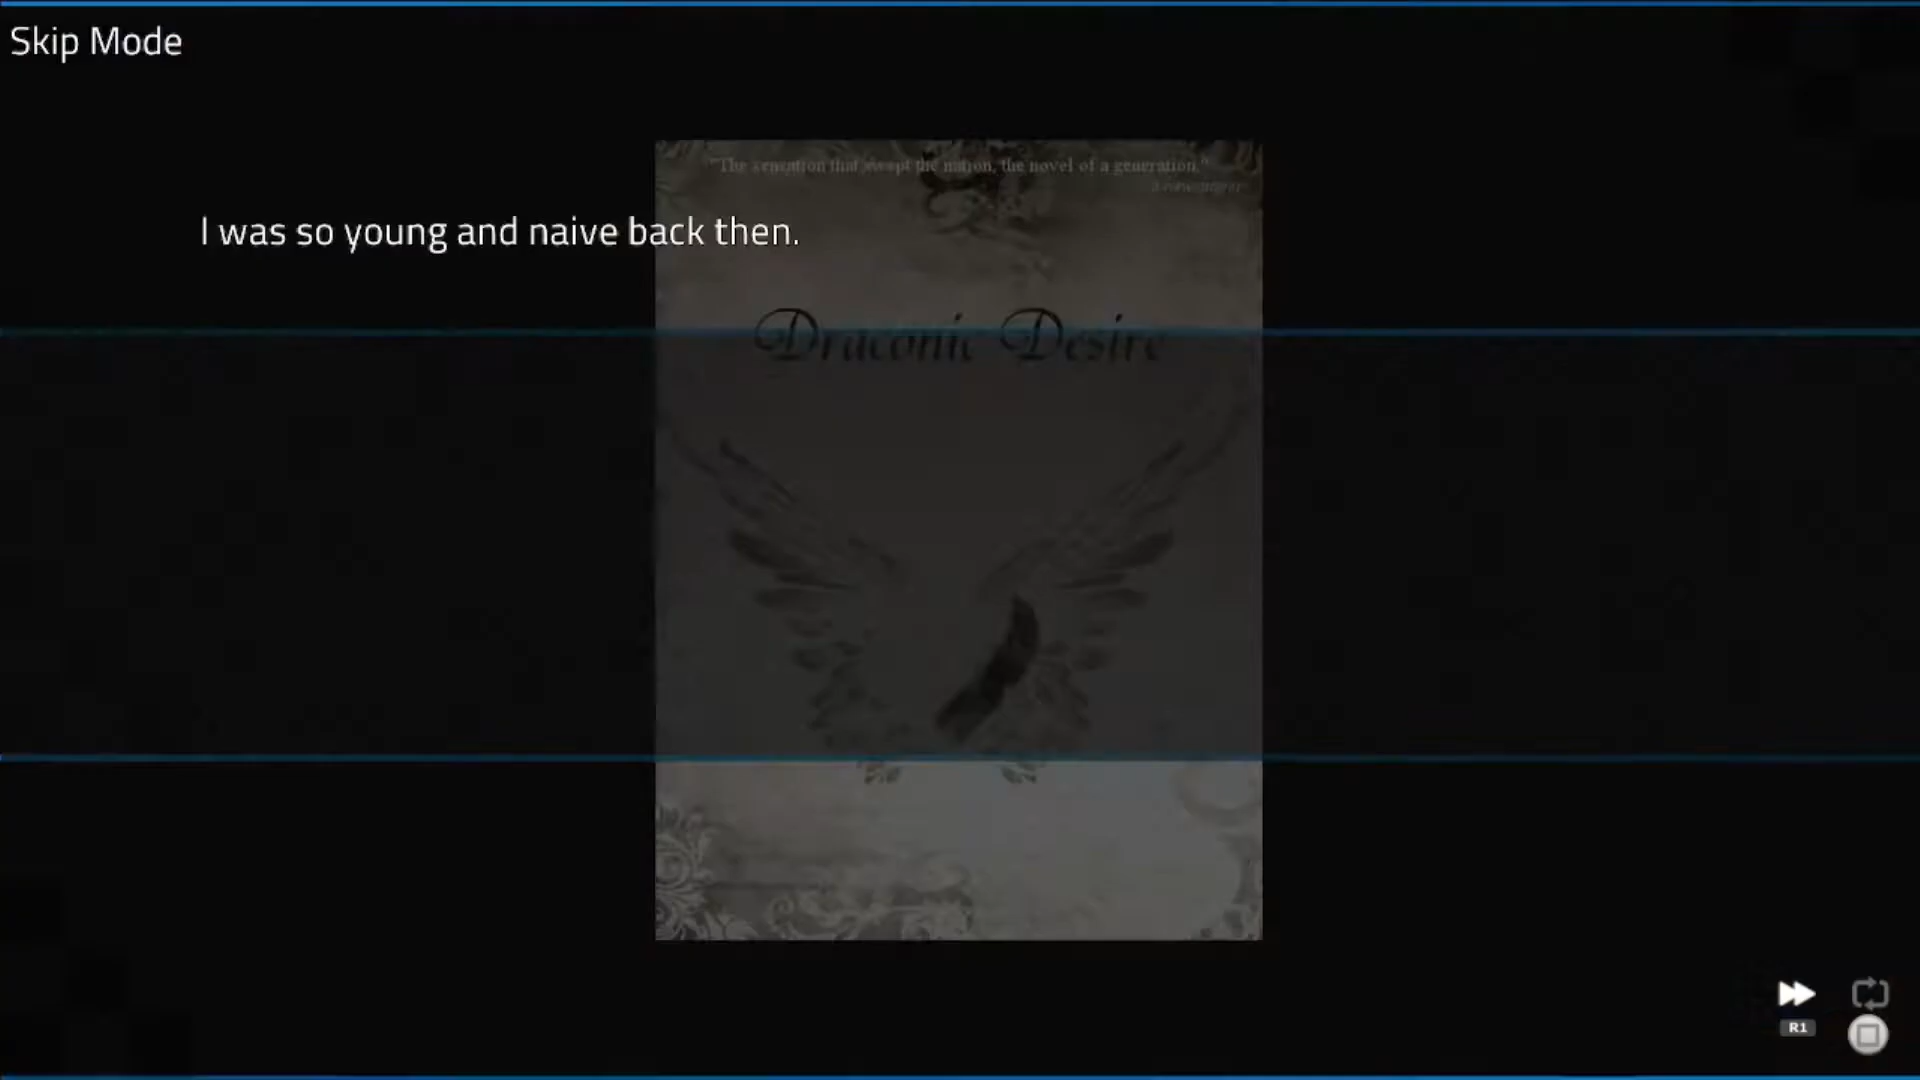 Skip Mode
"The sensation that swept the nation, the novel of a generation."
I was so young and naive back then.
Draconic Desire
R1